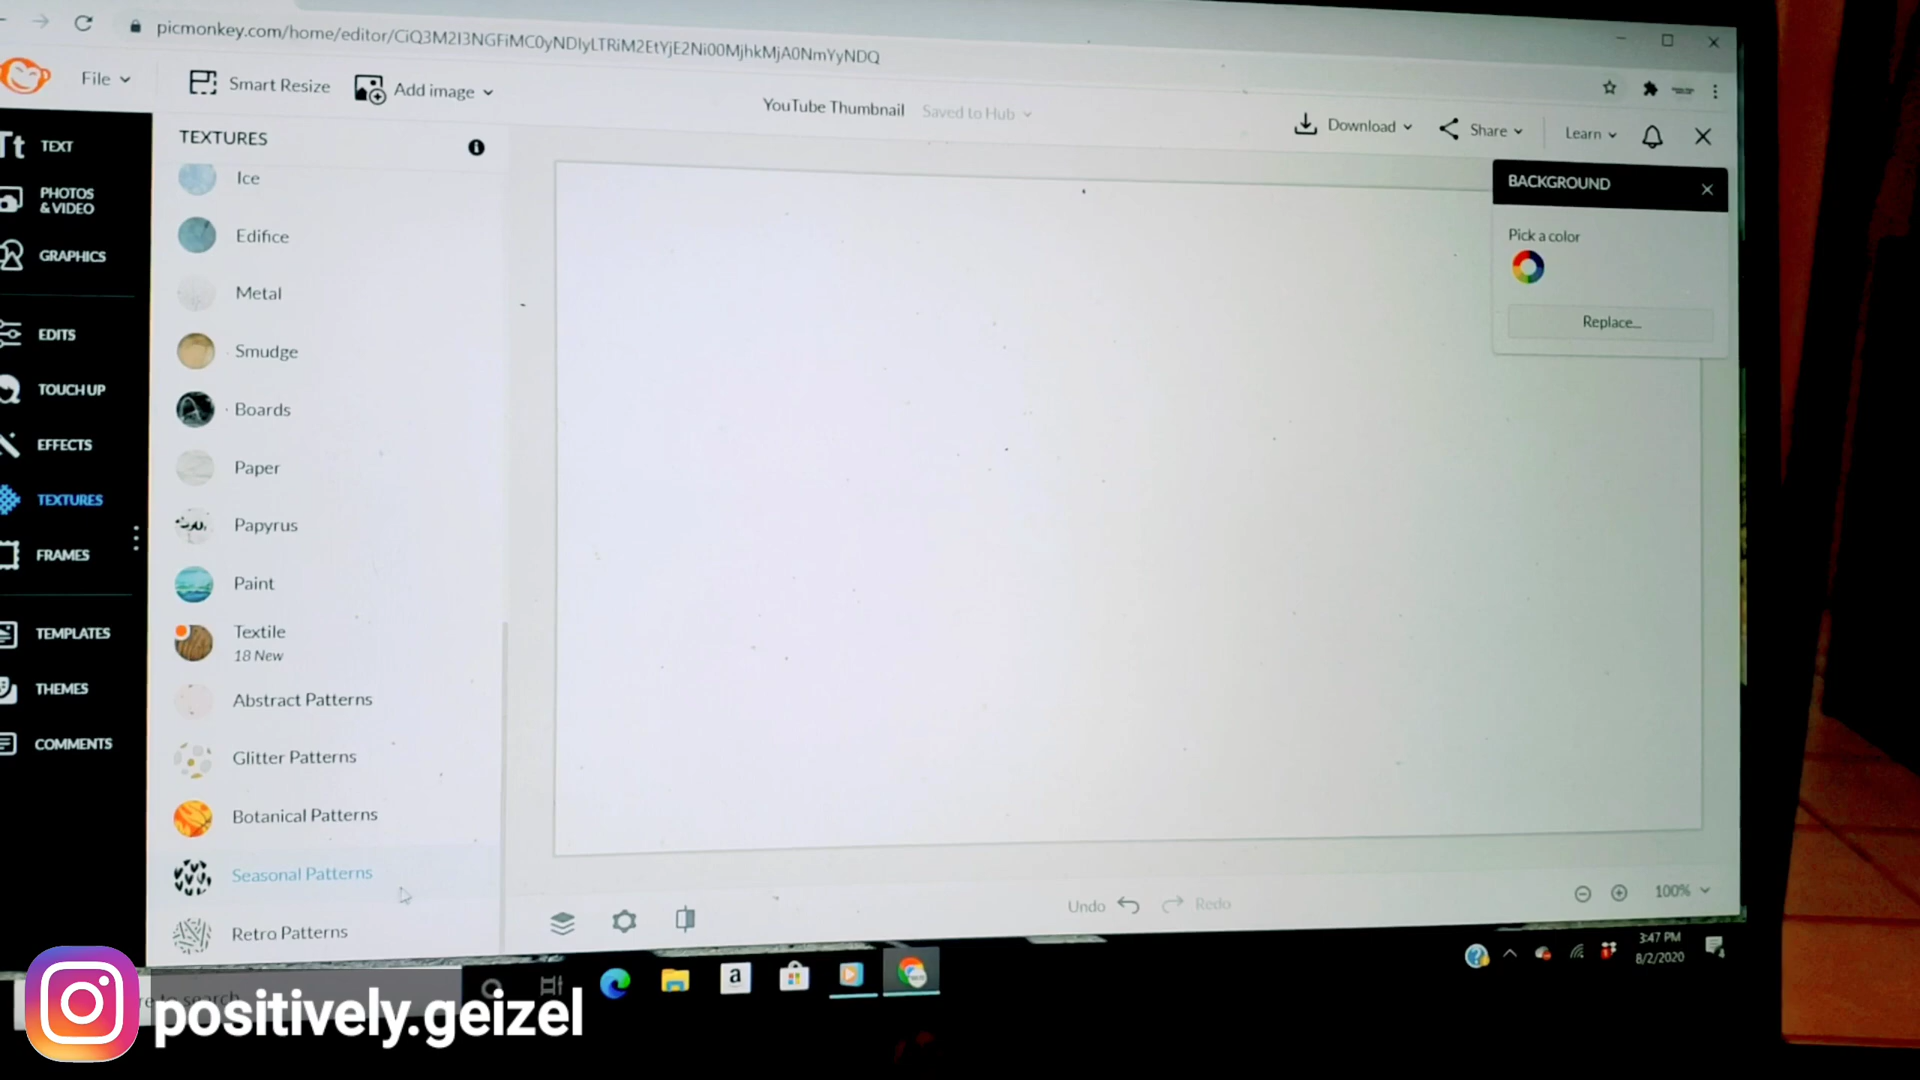 picmonkey.com/home/editor/CiQ3M2I3NGFiMC0yNDIyLTRiM2EtYjE2Ni00MjhkMjA0NmYyNDQ
File
Smart Resize
Add image
YouTube Thumbnail
Saved to Hub
Download
Share
Learn
Tt TEXT
PHOTOS
& VIDEO
GRAPHICS
EDITS
TOUCH UP
EFFECTS
TEXTURES
FRAMES
TEMPLATES
THEMES
COMMENTS
TEXTURES
Ice
Edifice
Metal
Smudge
Boards
Paper
Papyrus
Paint
Textile
18 New
Abstract Patterns
Glitter Patterns
Botanical Patterns
Seasonal Patterns
Retro Patterns
BACKGROUND
Pick a color
Replace...
Undo
Redo
100%
3:47 PM
8/2/2020
positively.geizel